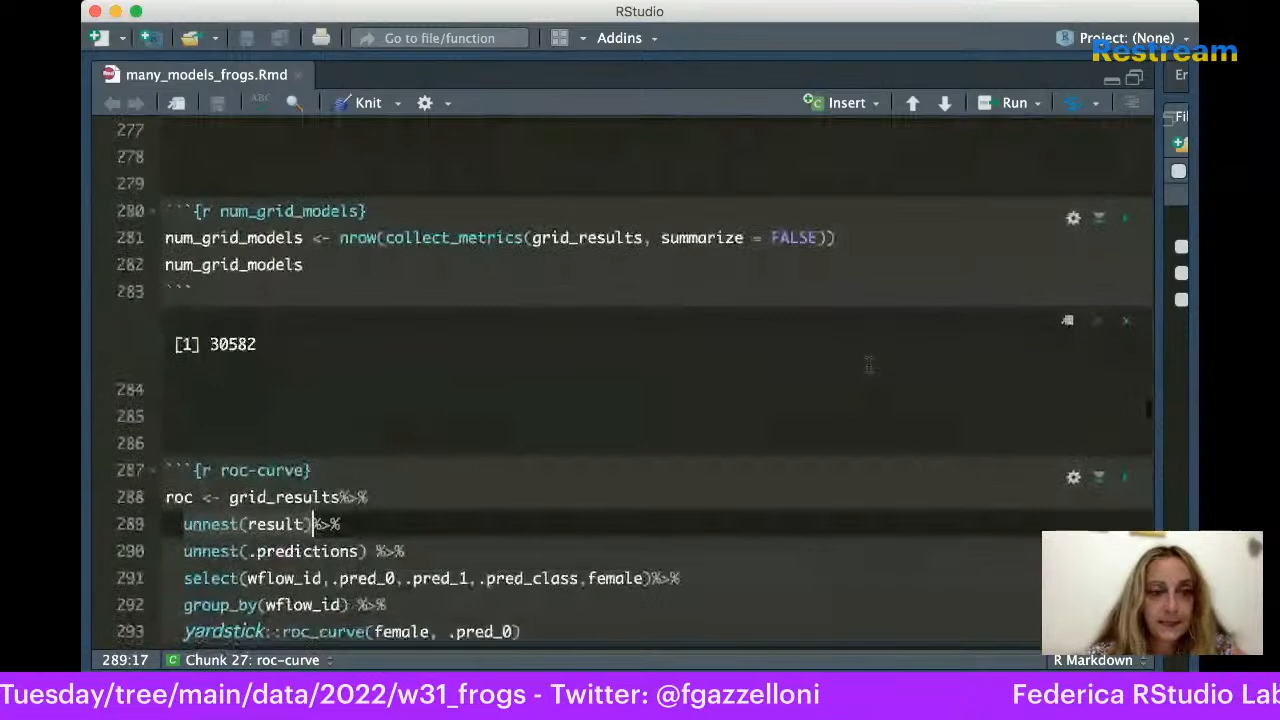 RStudio
Go to file/function
Addins
Project: (None)
Restream
many_models_frogs.Rmd
ABC
Knit
Insert
Run
277
278
279
280 ```{r num_grid_models}
281 num_grid_models <- nrow(collect_metrics(grid_results, summarize = FALSE))
282 num_grid_models
283 ```
[1] 30582
284
285
286
287 ```{r roc-curve}
288 roc <- grid_results%>%
289 unnest(result)%>%
290 unnest(.predictions) %>%
291 select(wflow_id,.pred_0,.pred_1,.pred_class,female)%>%
292 group_by(wflow_id) %>%
293 yardstick::roc_curve(female, .pred_0)
289:17
Chunk 27: roc-curve
R Markdown
Tuesday/tree/main/data/2022/w31_frogs - Twitter: @fgazzelloni
Federica RStudio Lab